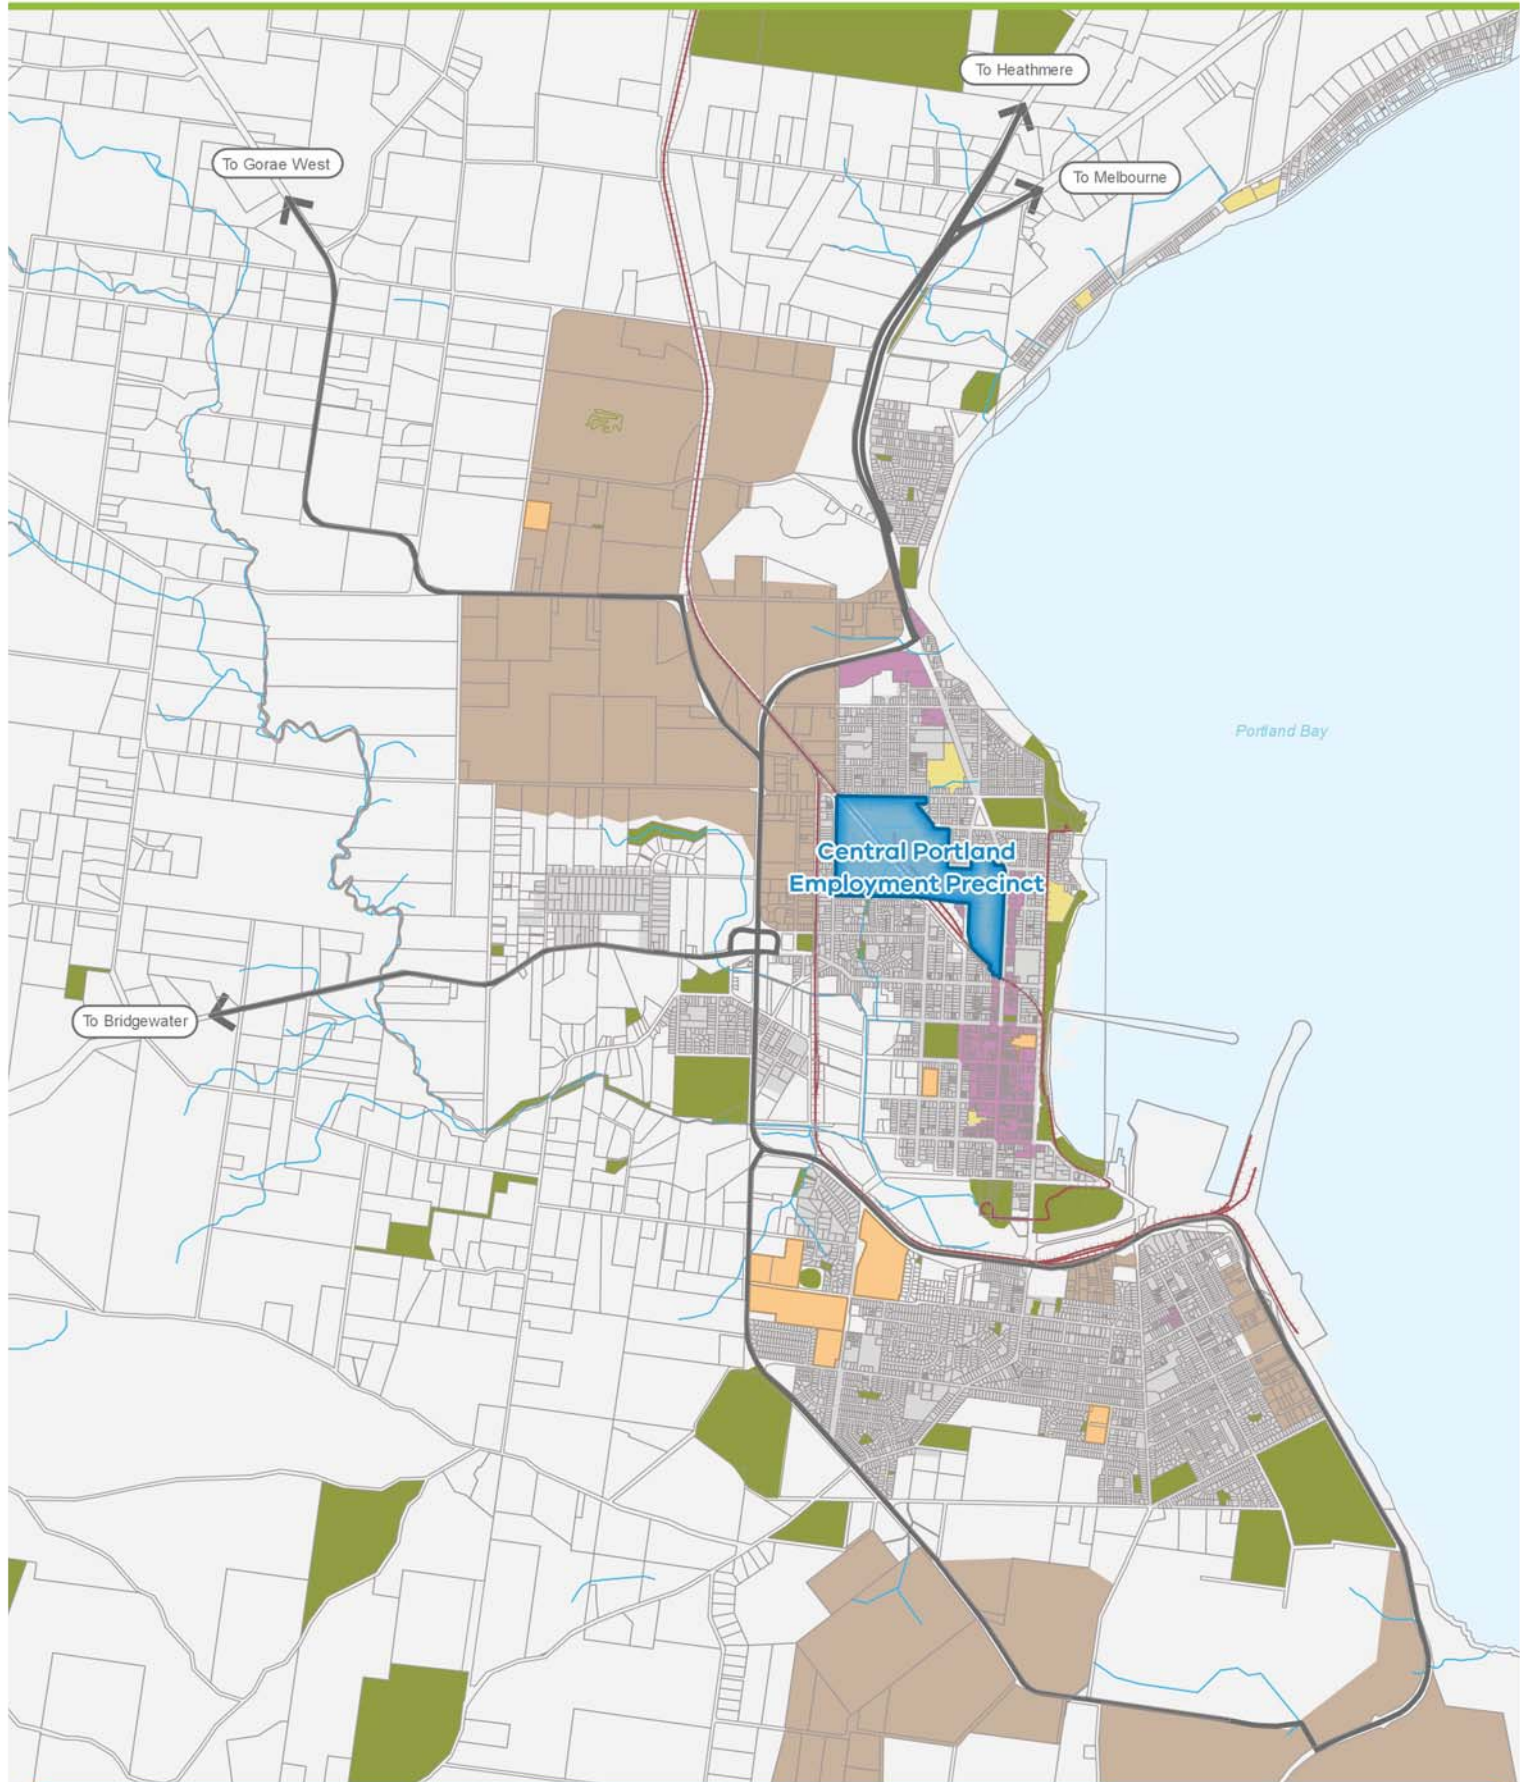 To Heathmere
To Gorae West
To Melbourne
Portland Bay
Central Portland
Employment Precinct
To Bridgewater